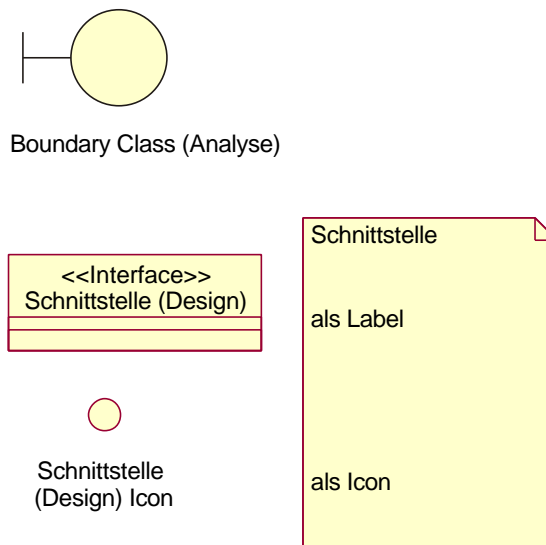 Boundary Class (Analyse)
<<Interface>>
Schnittstelle (Design)
Schnittstelle
(Design) Icon
Schnittstelle
als Label
als Icon